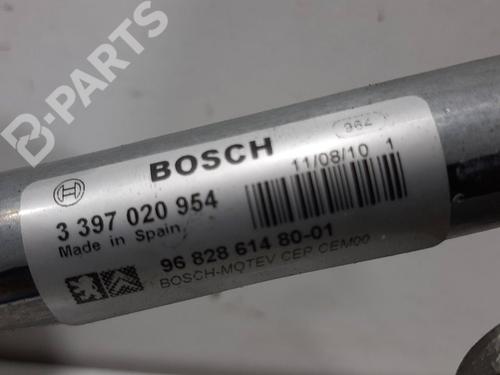 B-PARTS
962
BOSCH
11/08/10 1
3 397 020 954
Made in Spain
96 828 614 80-01
BOSCH-MQTEV CEP CEM00